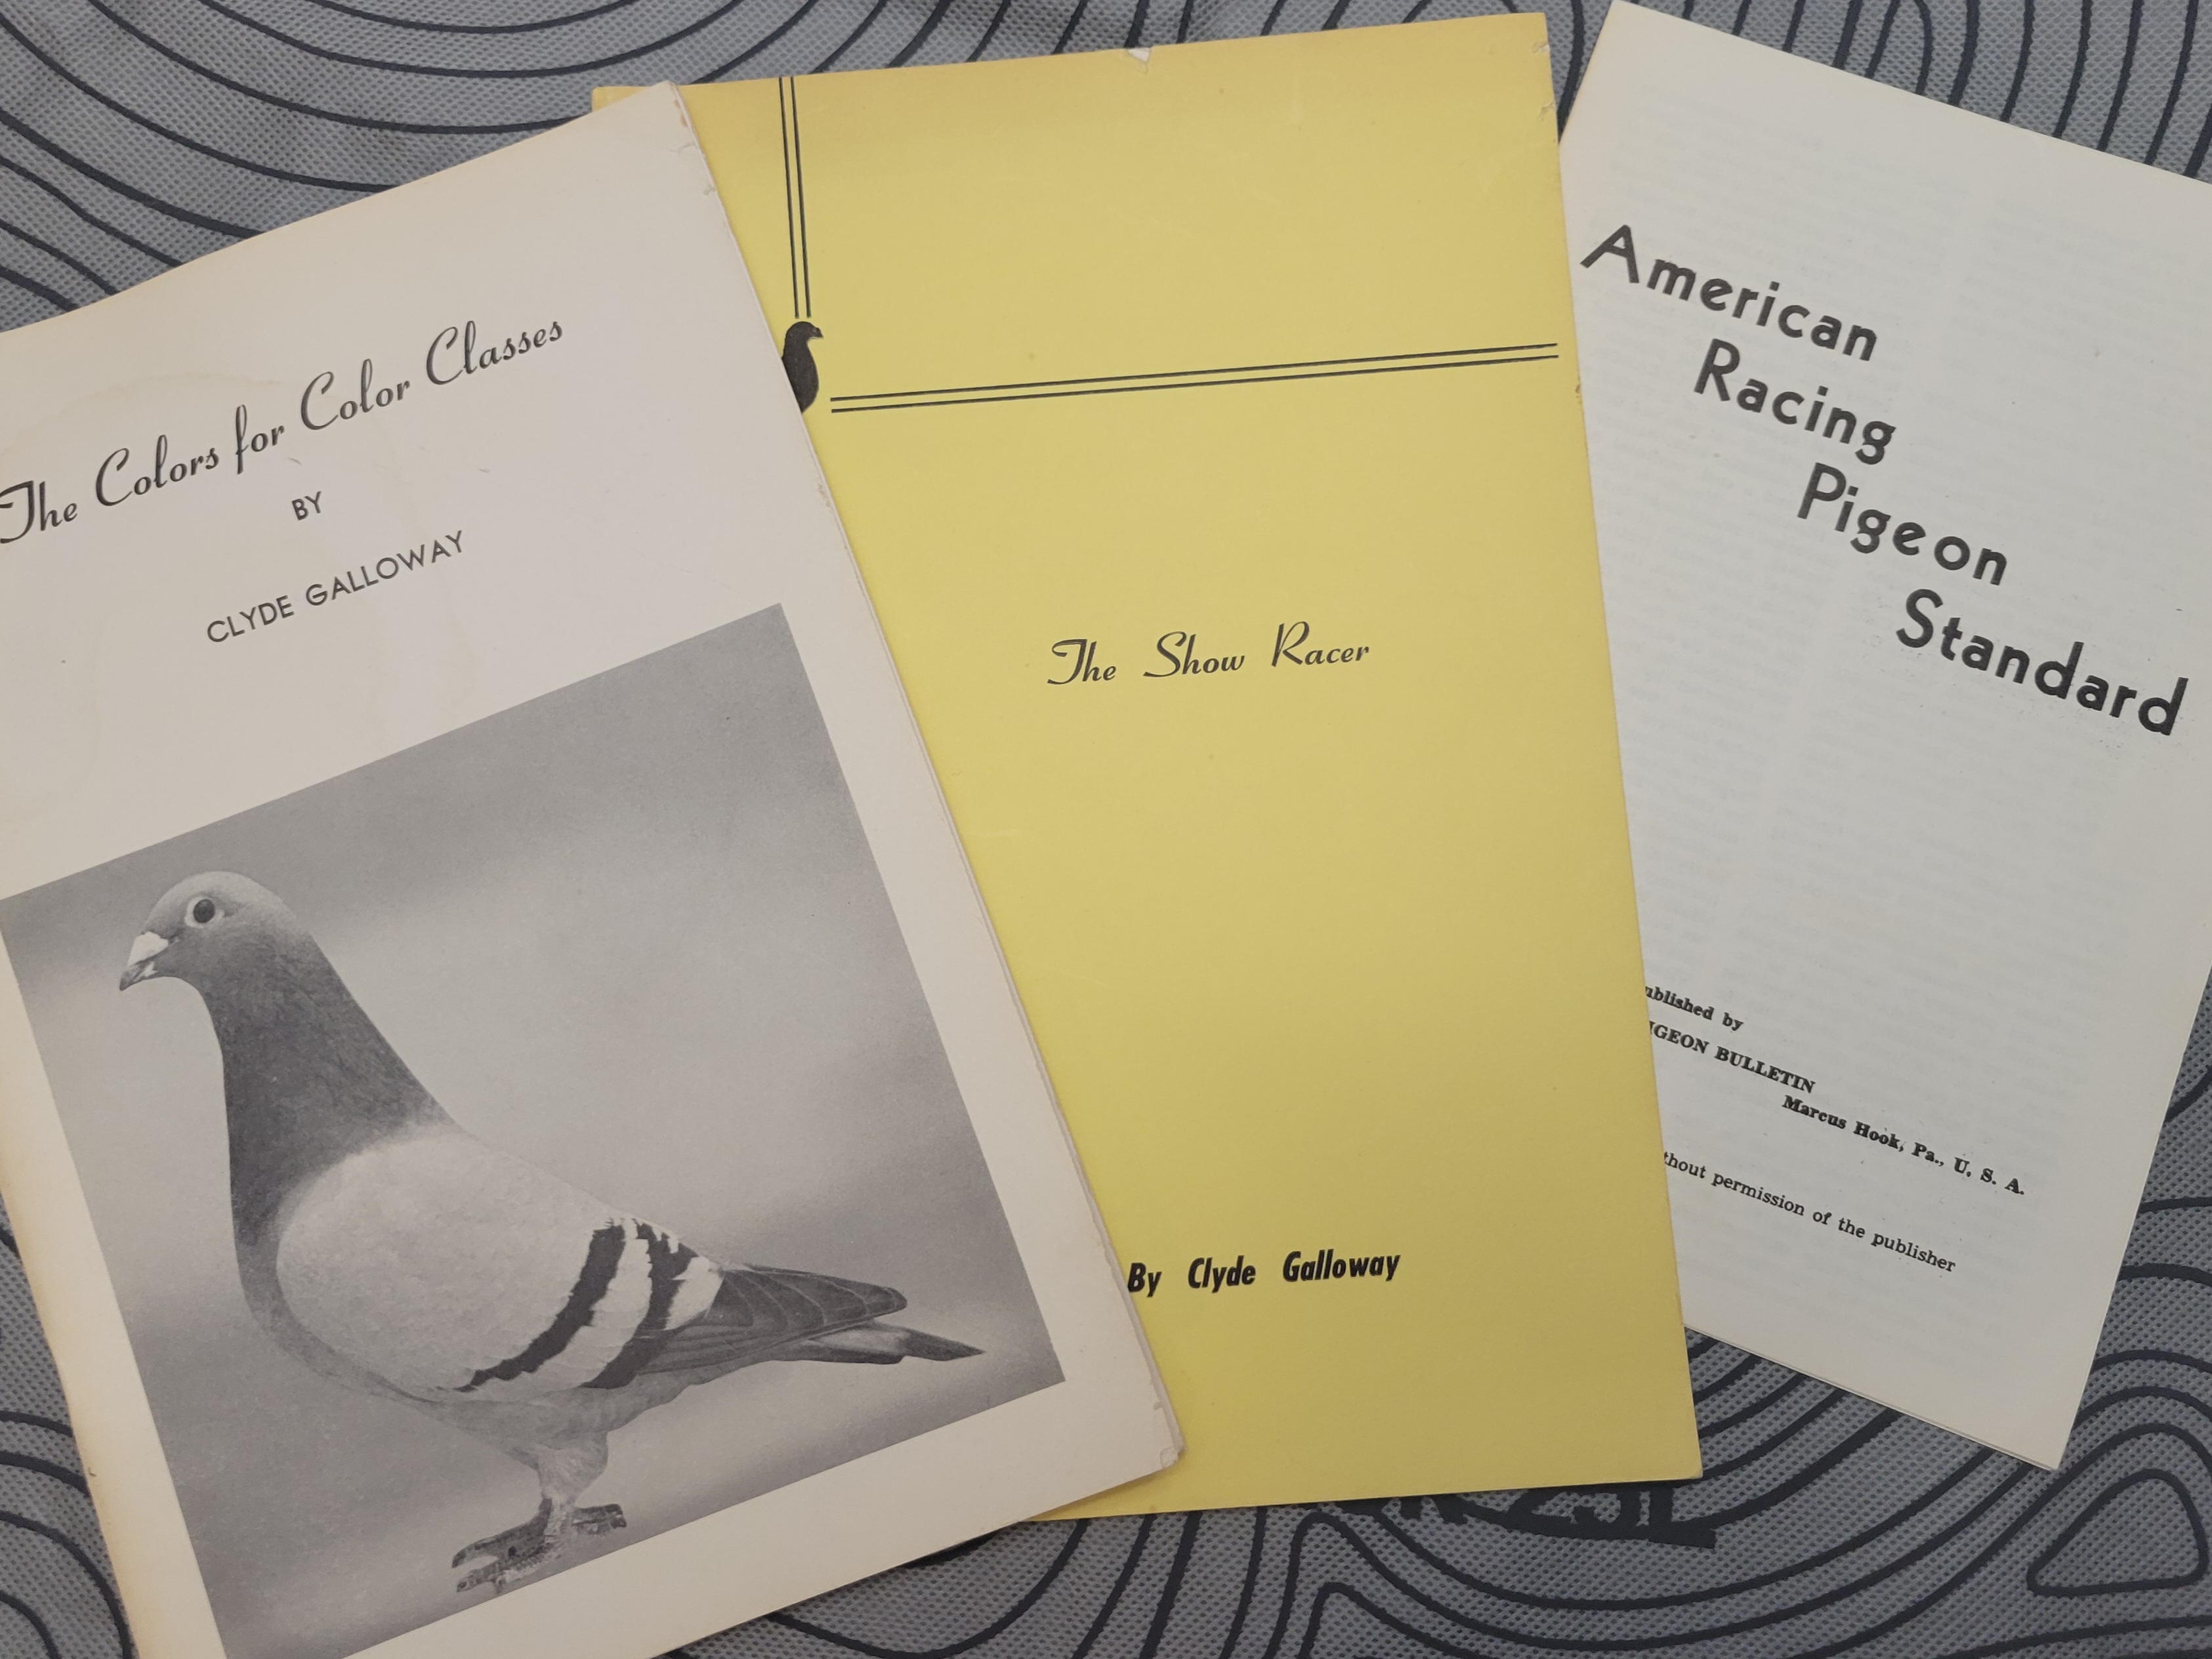 The Colors for Color Classes
BY
CLYDE GALLOWAY
The Show Racer
By Clyde Galloway
American
Racing
Pigeon
Standard
ublished by
IGEON BULLETIN
Marcus Hook, Pa., U. S. A.
thout permission of the publisher